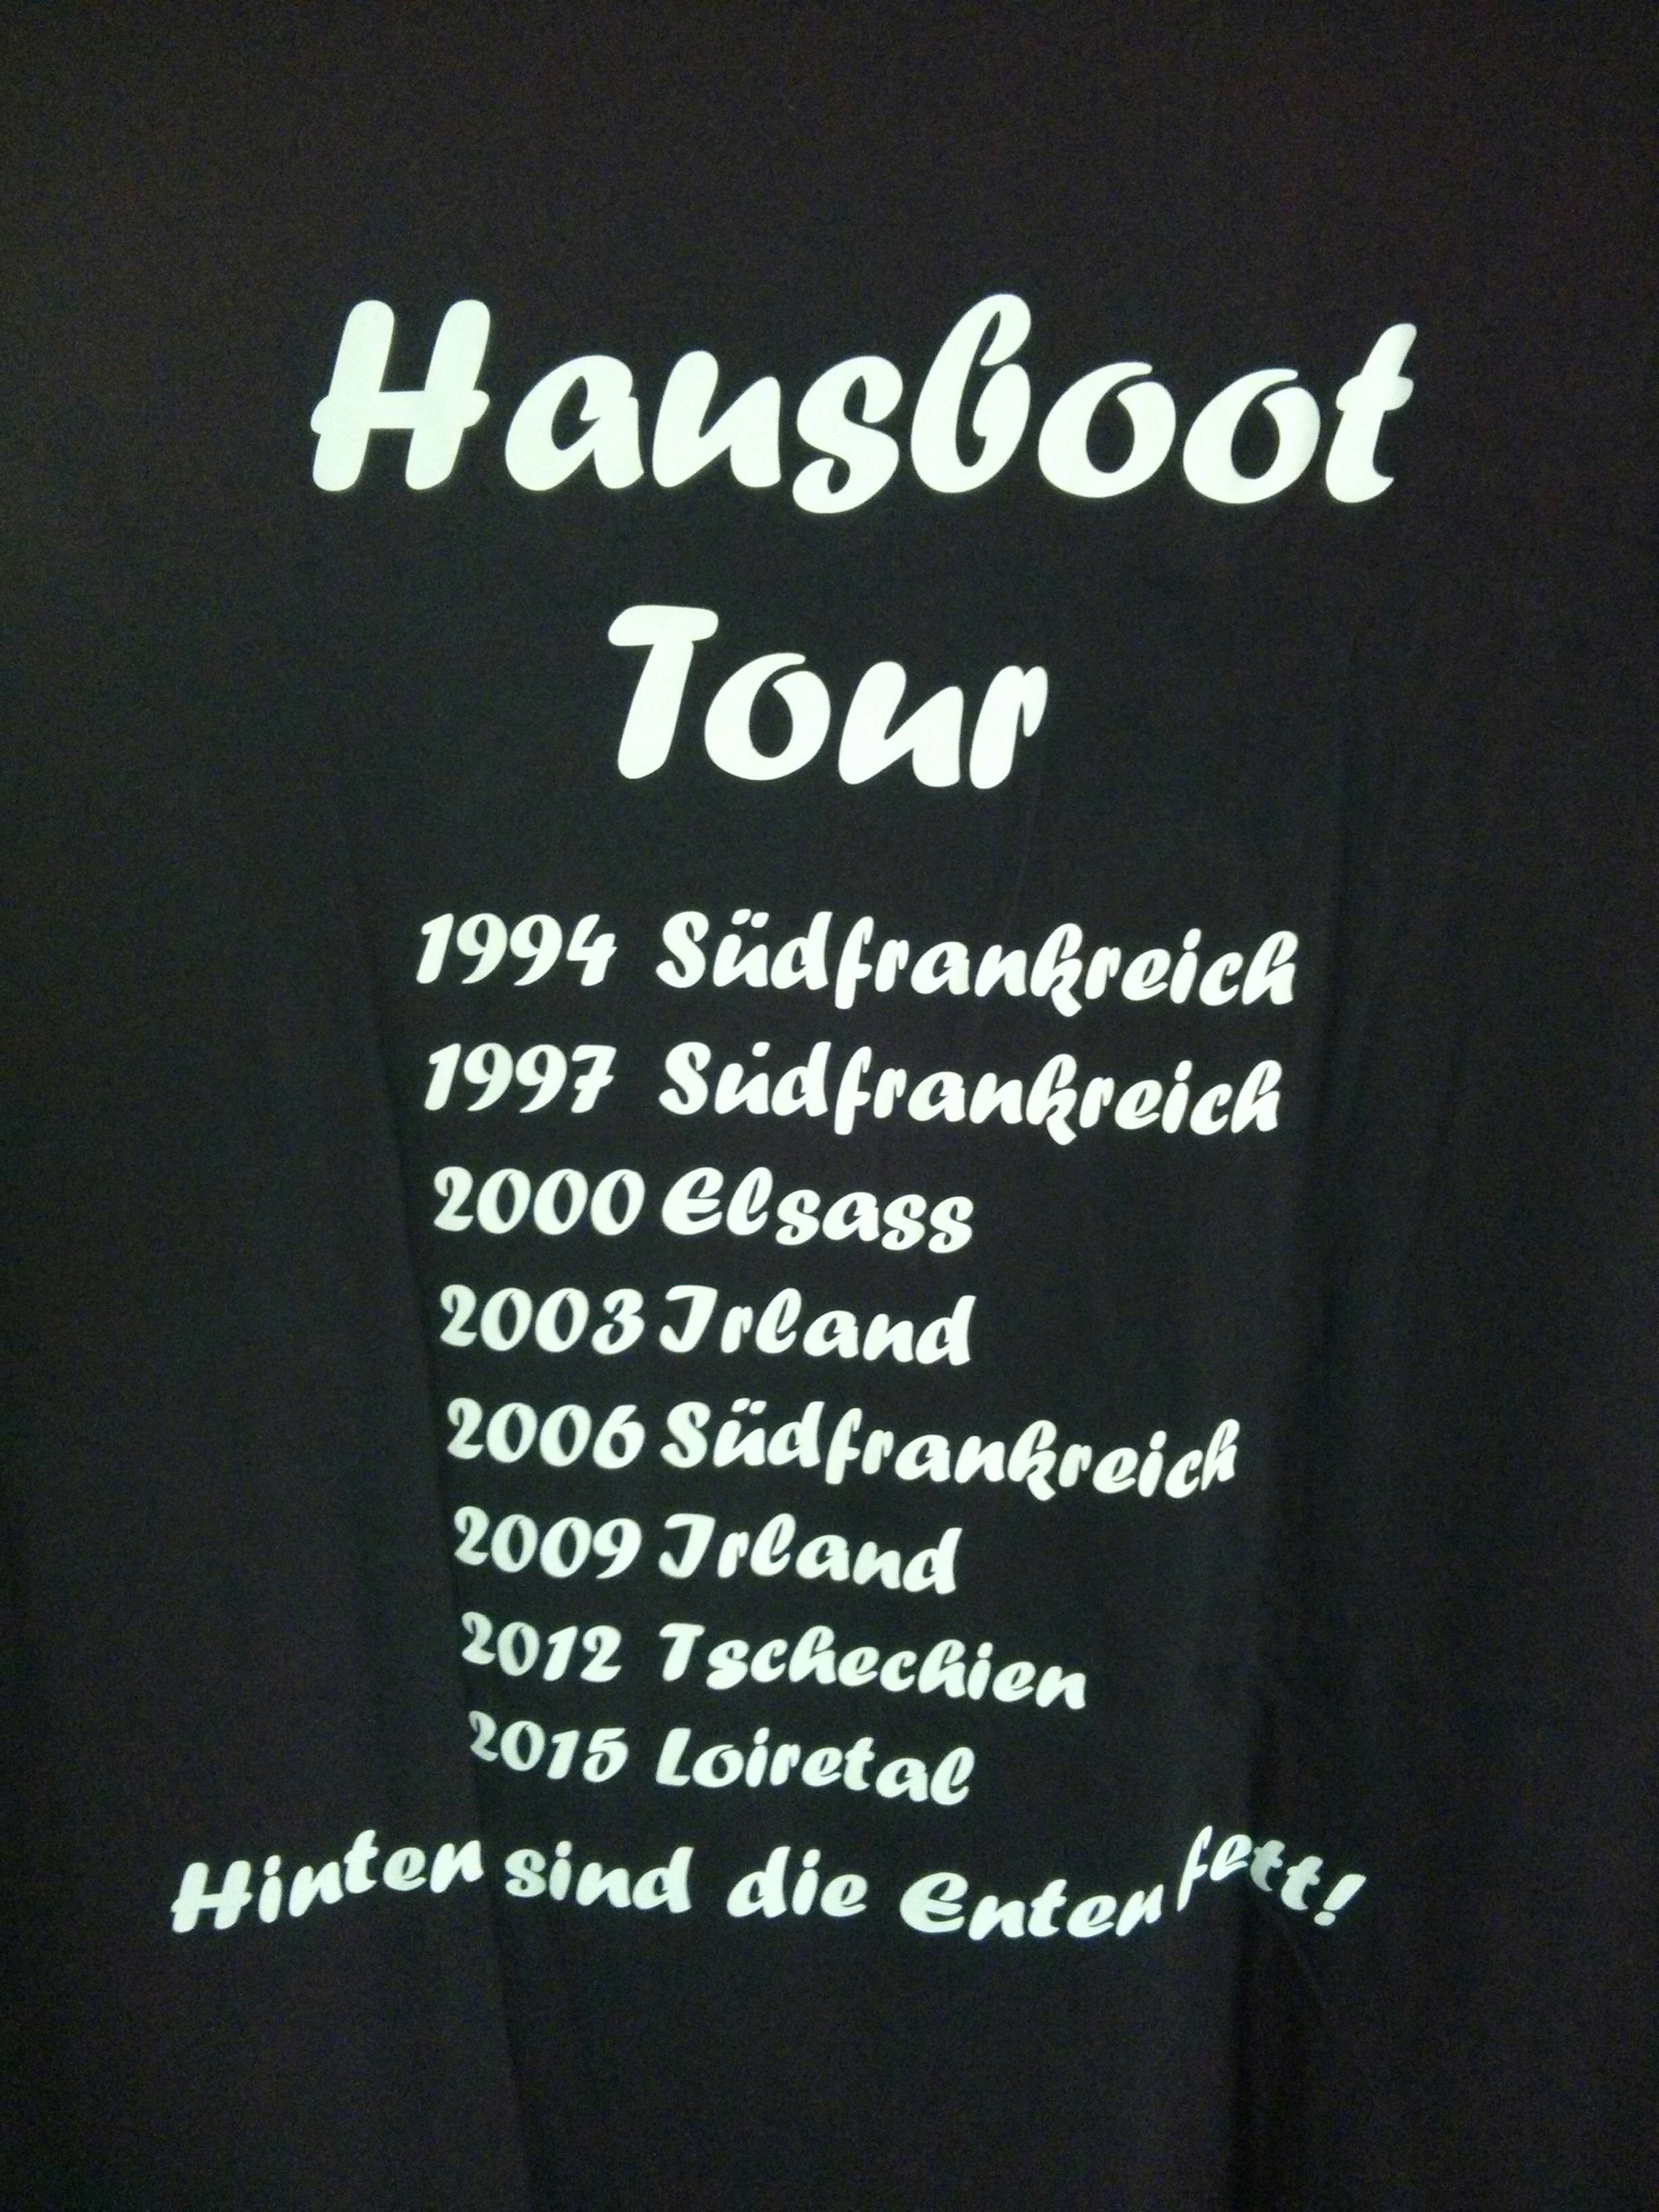 Hausboot
Tour
1994 Südfrankreich
1997 Südfrankreich
2000 Elsass
2003 Irland
2006 Südfrankreich
2009 Irland
2012 Tschechien
2015 Loiretal
Hinten sind die Enten fett!